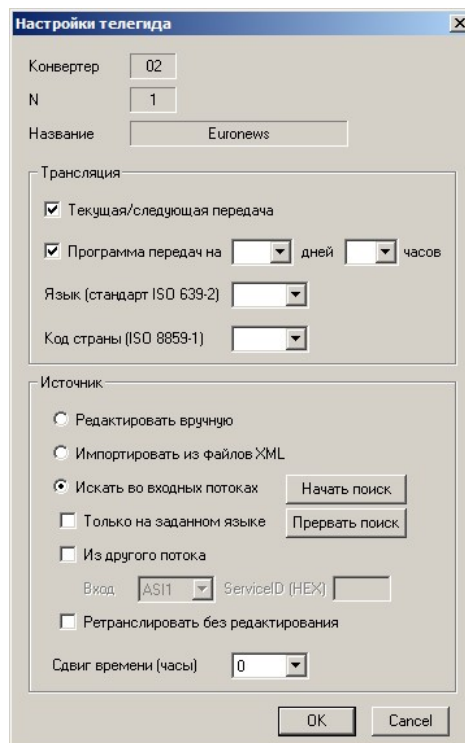 Настройки телегида
Конвертер 02
N 1
Название Euronews
Трансляция
Текущая/следующая передача
Программа передач на дней часов
Язык (стандарт ISO 639-2)
Код страны (ISO 8859-1)
Источник
Редактировать вручную
Импортировать из файлов XML
Искать во входных потоках Начать поиск
Только на заданном языке Прервать поиск
Из другого потока
Вход ASI1 ServiceID (HEX)
Ретранслировать без редактирования
Сдвиг времени (часы) 0
OK Cancel